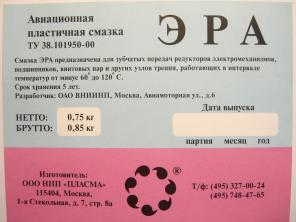 Авиационная
пластичная смазка
ТУ 38.101950-00
ЭРА
Смазка ЭРА предназначена для зубчатых передач редукторов электромеханизмов,
подшипников, винтовых пар и других узлов трения, работающих в интервале
температур от минус 60° до 120° С.
Срок хранения 5 лет.
Разработчик: ОАО ВНИИНП, Москва, Авиамоторная ул., д.6
НЕТТО: 0,75 кг
БРУТТО: 0,85 кг
Дата выпуска
партия месяц год
Изготовитель:
ООО НПП «ПЛАСМА»
115404, Москва,
1-я Стекольная, д. 7, стр. 8а
®
Т/ф: (495) 327-00-24
(495) 748-47-65